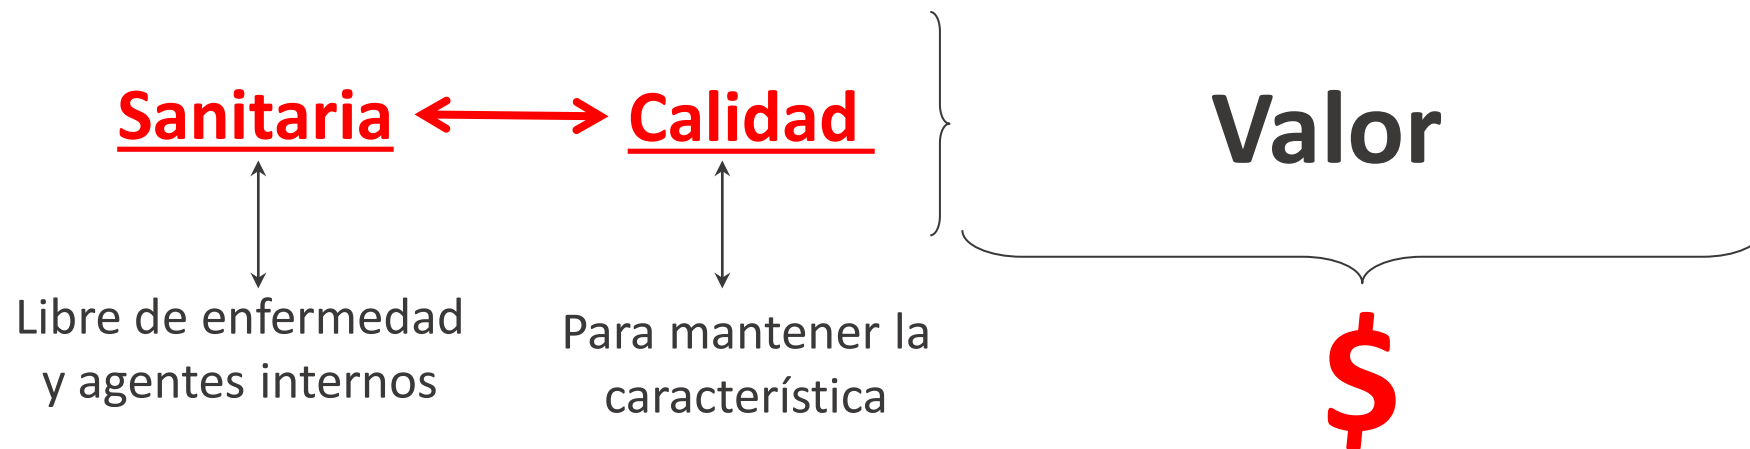 Sanitaria
Calidad
Valor
Libre de enfermedad
y agentes internos
Para mantener la
característica
$